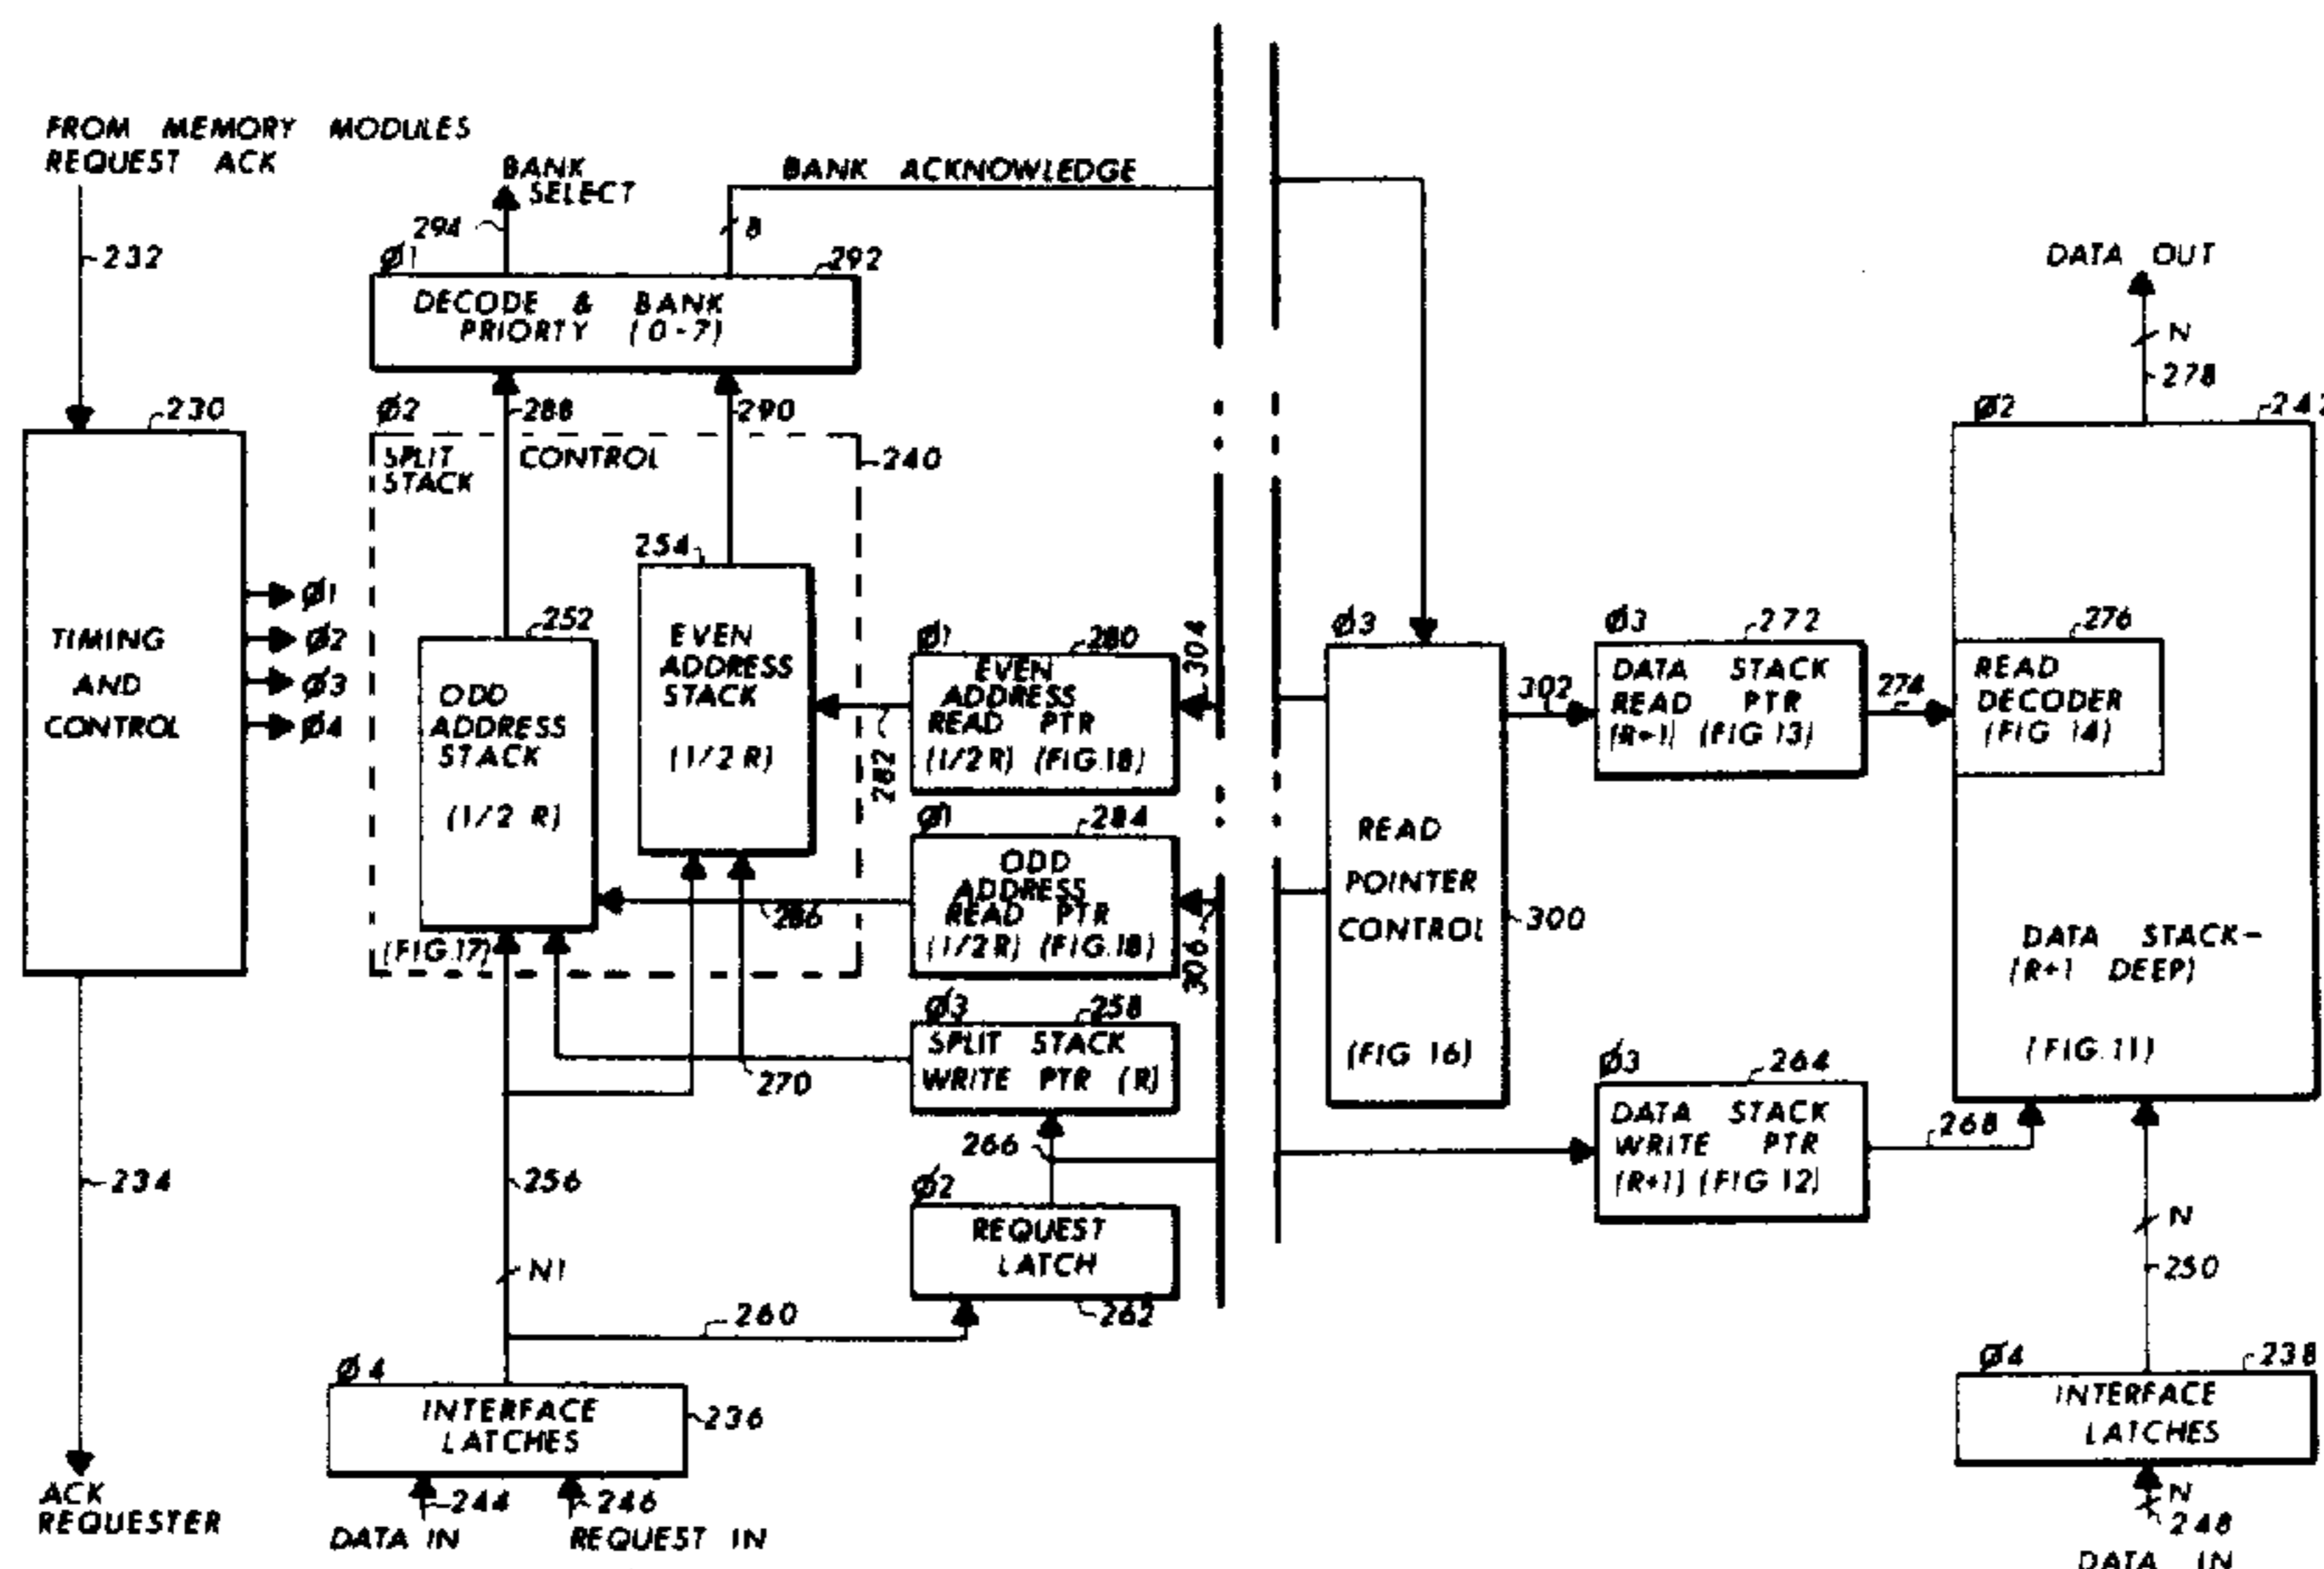 FROM MEMORY MODULES
REQUEST ACK
232
230
TIMING
AND
CONTROL
Ø1
Ø2
Ø3
Ø4
234
ACK
REQUESTER
BANK
SELECT
294
BANK ACKNOWLEDGE
8
Ø1
292
DECODE & BANK
PRIORTY (0-7)
Ø2
288
290
SPLIT CONTROL
STACK
240
254
252
EVEN
ADDRESS
STACK
(1/2 R)
ODD
ADDRESS
STACK
(1/2 R)
(FIG.17)
Ø1
280
EVEN
ADDRESS
READ PTR
(1/2R) (FIG.18)
282
304
Ø1
284
ODD
ADDRESS
READ PTR
(1/2R) (FIG.18)
286
306
Ø3
258
SPLIT STACK
WRITE PTR (R)
270
266
Ø2
REQUEST
LATCH
262
256
N1
260
Ø4
INTERFACE
LATCHES
236
244
246
DATA IN
REQUEST IN
Ø3
READ
POINTER
CONTROL
(FIG 16)
300
302
Ø3
272
DATA STACK
READ PTR
(R+1) (FIG 13)
274
Ø3
264
DATA STACK
WRITE PTR
(R+1) (FIG 12)
268
DATA OUT
N
278
Ø2
242
276
READ
DECODER
(FIG 14)
DATA STACK-
(R+1 DEEP)
(FIG.11)
N
250
Ø4
238
INTERFACE
LATCHES
N
248
DATA IN